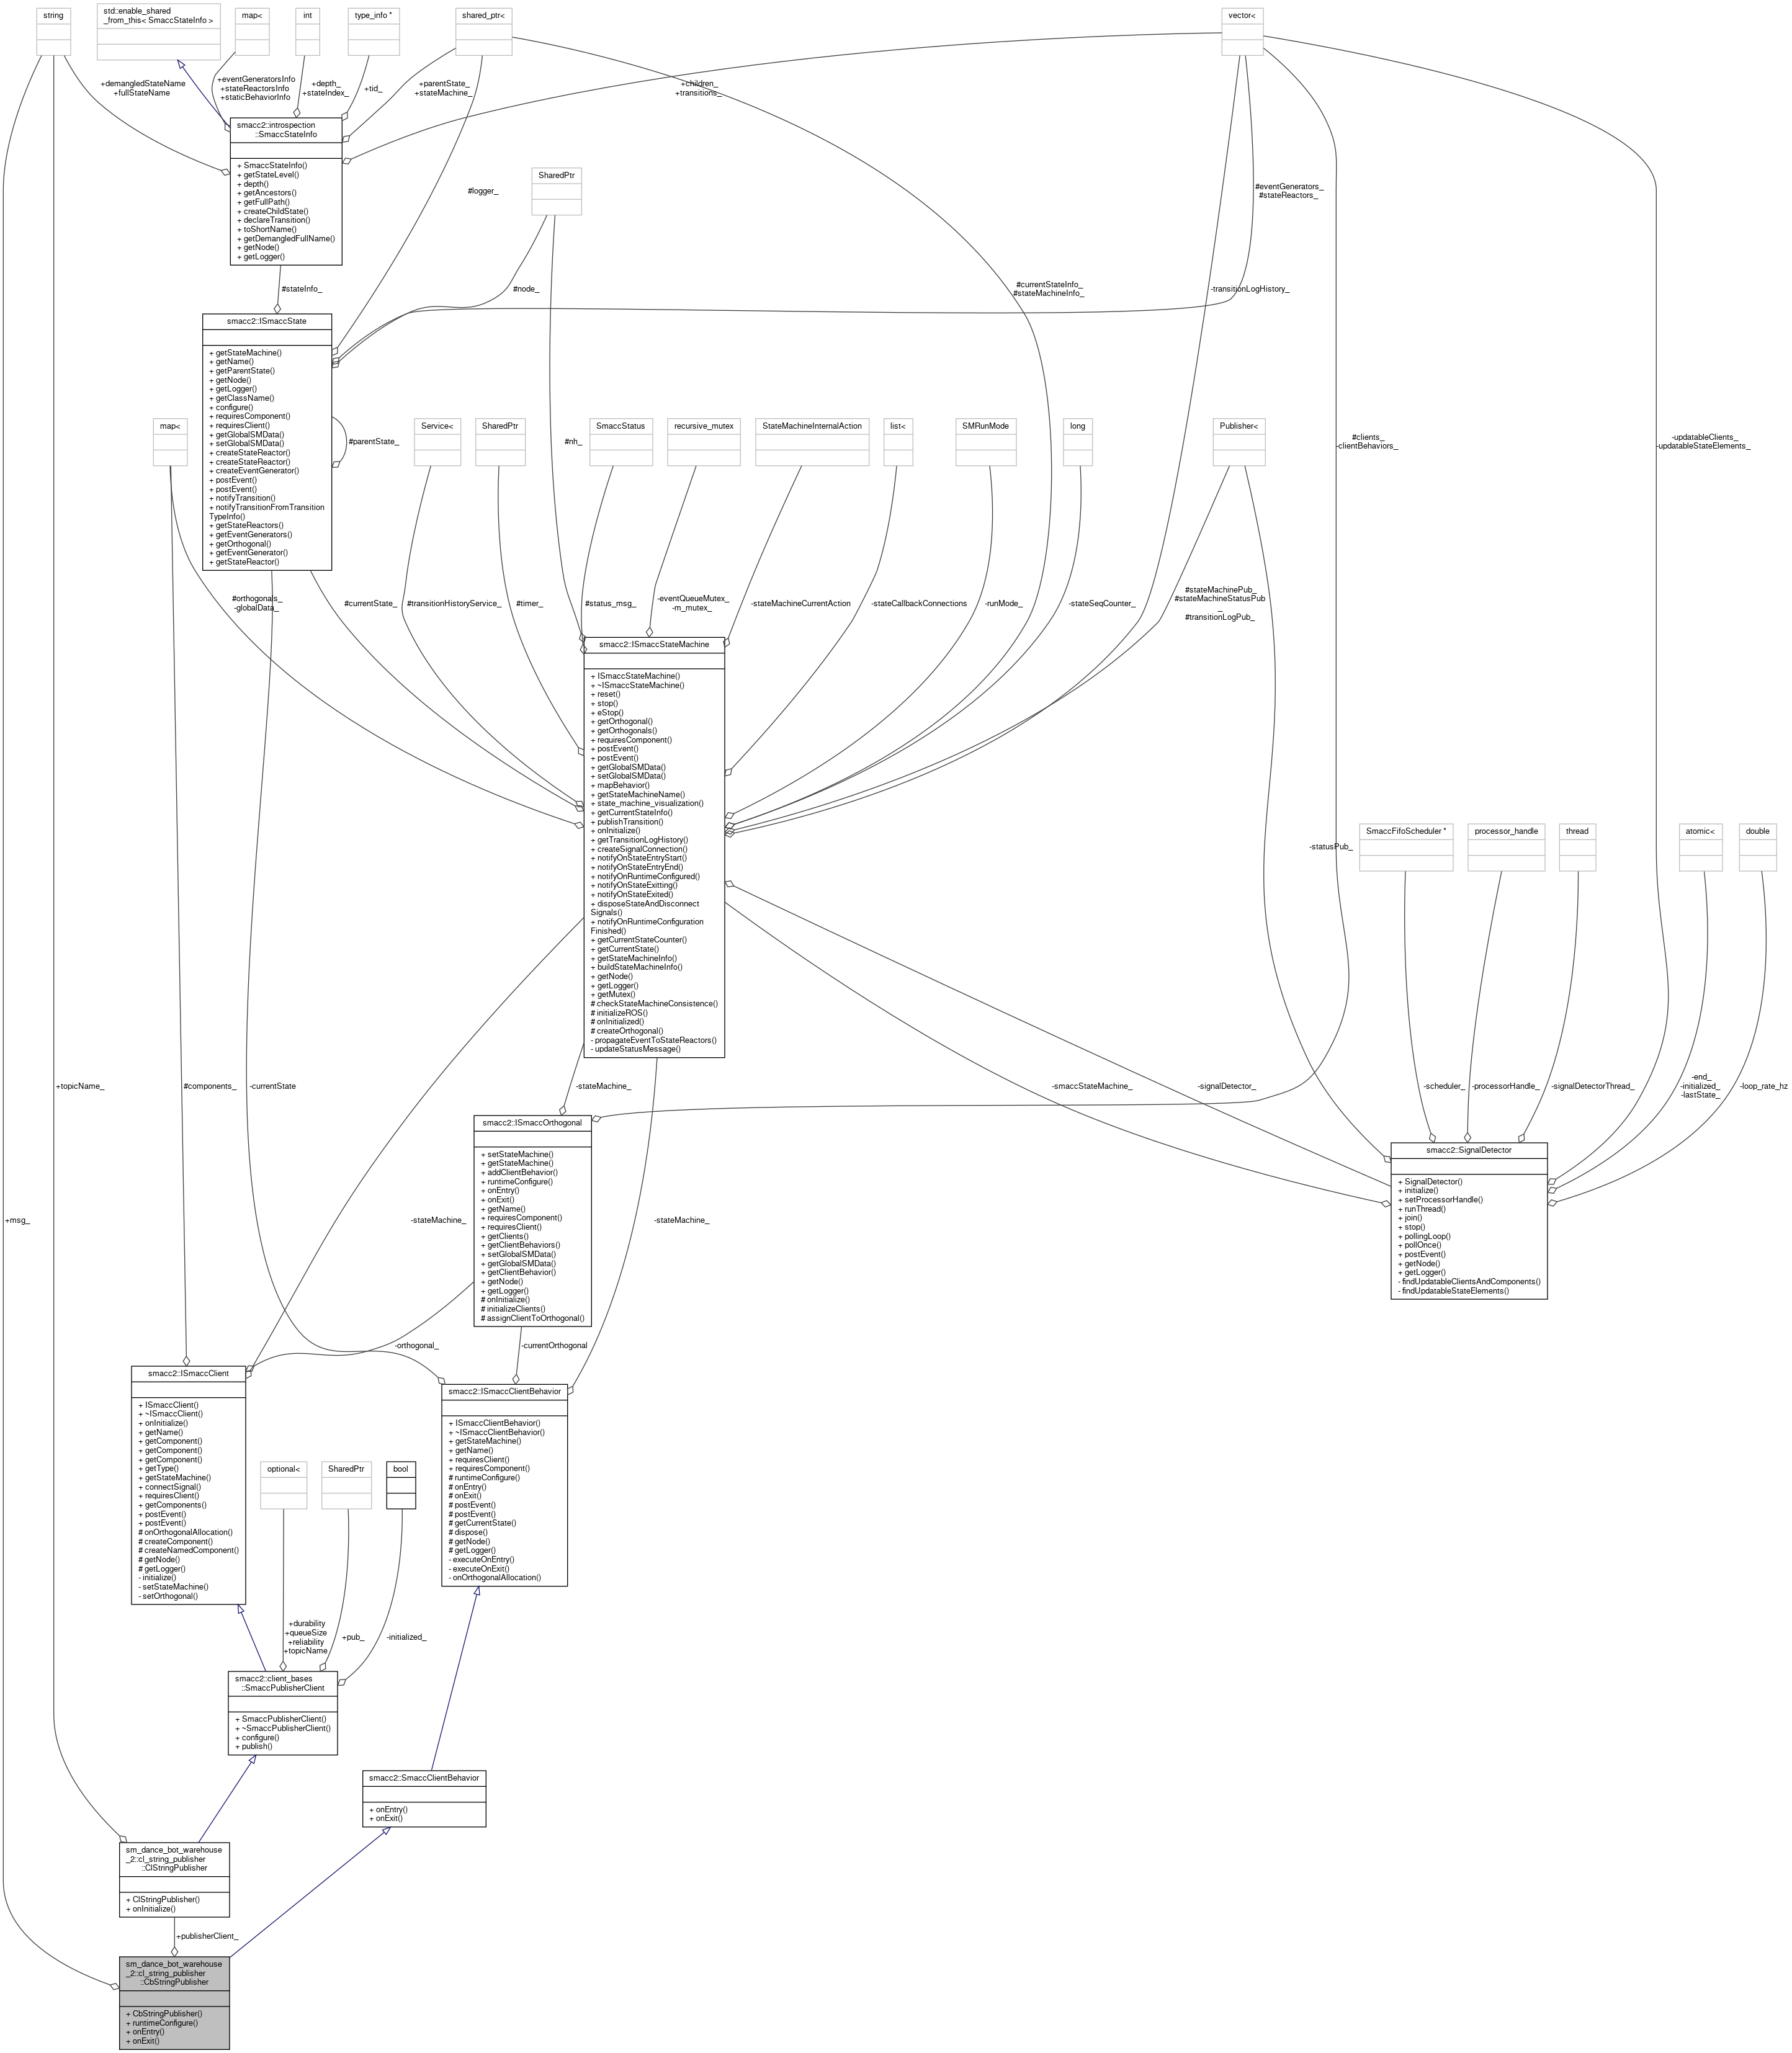 string
std::enable_shared
_from_this< SmaccStateInfo >
map<
int
type_info *
shared_ptr<
vector<
+demangledStateName
+fullStateName
+eventGeneratorsInfo
+stateReactorsInfo
+staticBehaviorInfo
+depth_
+stateIndex_
+tid_
+parentState_
+stateMachine_
+children_
+transitions_
smacc2::introspection
::SmaccStateInfo
+ SmaccStateInfo()
+ getStateLevel()
+ depth()
+ getAncestors()
+ getFullPath()
+ createChildState()
+ declareTransition()
+ toShortName()
+ getDemangledFullName()
+ getNode()
+ getLogger()
SharedPtr
#logger_
#eventGenerators_
#stateReactors_
#stateInfo_
#node_
#currentStateInfo_
#stateMachineInfo_
-transitionLogHistory_
smacc2::ISmaccState
+ getStateMachine()
+ getName()
+ getParentState()
+ getNode()
+ getLogger()
+ getClassName()
+ configure()
+ requiresComponent()
+ requiresClient()
+ getGlobalSMData()
+ setGlobalSMData()
+ createStateReactor()
+ createStateReactor()
+ createEventGenerator()
+ postEvent()
+ postEvent()
+ notifyTransition()
+ notifyTransitionFromTransition
TypeInfo()
+ getStateReactors()
+ getEventGenerators()
+ getOrthogonal()
+ getEventGenerator()
+ getStateReactor()
#parentState_
map<
Service<
SharedPtr
#nh_
SmaccStatus
recursive_mutex
StateMachineInternalAction
list<
SMRunMode
long
Publisher<
#clients_
-clientBehaviors_
-updatableClients_
-updatableStateElements_
#orthogonals_
-globalData_
#currentState_
#transitionHistoryService_
#timer_
#status_msg_
-eventQueueMutex_
-m_mutex_
-stateMachineCurrentAction
-stateCallbackConnections
-runMode_
-stateSeqCounter_
#stateMachinePub_
#stateMachineStatusPub
_
#transitionLogPub_
smacc2::ISmaccStateMachine
+ ISmaccStateMachine()
+ ~ISmaccStateMachine()
+ reset()
+ stop()
+ eStop()
+ getOrthogonal()
+ getOrthogonals()
+ requiresComponent()
+ postEvent()
+ postEvent()
+ getGlobalSMData()
+ setGlobalSMData()
+ mapBehavior()
+ getStateMachineName()
+ state_machine_visualization()
+ getCurrentStateInfo()
+ publishTransition()
+ onInitialize()
+ getTransitionLogHistory()
+ createSignalConnection()
+ notifyOnStateEntryStart()
+ notifyOnStateEntryEnd()
+ notifyOnRuntimeConfigured()
+ notifyOnStateExitting()
+ notifyOnStateExited()
+ disposeStateAndDisconnect
Signals()
+ notifyOnRuntimeConfiguration
Finished()
+ getCurrentStateCounter()
+ getCurrentState()
+ getStateMachineInfo()
+ buildStateMachineInfo()
+ getNode()
+ getLogger()
+ getMutex()
# checkStateMachineConsistence()
# initializeROS()
# onInitialized()
# createOrthogonal()
- propagateEventToStateReactors()
- updateStatusMessage()
-statusPub_
SmaccFifoScheduler *
processor_handle
thread
atomic<
double
+topicName_
#components_
-currentState
-stateMachine_
-smaccStateMachine_
-signalDetector_
-scheduler_
-processorHandle_
-signalDetectorThread_
-end_
-initialized_
-lastState_
-loop_rate_hz
smacc2::ISmaccOrthogonal
+ setStateMachine()
+ getStateMachine()
+ addClientBehavior()
+ runtimeConfigure()
+ onEntry()
+ onExit()
+ getName()
+ requiresComponent()
+ requiresClient()
+ getClients()
+ getClientBehaviors()
+ setGlobalSMData()
+ getGlobalSMData()
+ getClientBehavior()
+ getNode()
+ getLogger()
# onInitialize()
# initializeClients()
# assignClientToOrthogonal()
smacc2::SignalDetector
+ SignalDetector()
+ initialize()
+ setProcessorHandle()
+ runThread()
+ join()
+ stop()
+ pollingLoop()
+ pollOnce()
+ postEvent()
+ getNode()
+ getLogger()
- findUpdatableClientsAndComponents()
- findUpdatableStateElements()
+msg_
-stateMachine_
-stateMachine_
-orthogonal_
-currentOrthogonal
smacc2::ISmaccClient
+ ISmaccClient()
+ ~ISmaccClient()
+ onInitialize()
+ getName()
+ getComponent()
+ getComponent()
+ getComponent()
+ getType()
+ getStateMachine()
+ connectSignal()
+ requiresClient()
+ getComponents()
+ postEvent()
+ postEvent()
# onOrthogonalAllocation()
# createComponent()
# createNamedComponent()
# getNode()
# getLogger()
- initialize()
- setStateMachine()
- setOrthogonal()
smacc2::ISmaccClientBehavior
+ ISmaccClientBehavior()
+ ~ISmaccClientBehavior()
+ getStateMachine()
+ getName()
+ requiresClient()
+ requiresComponent()
# runtimeConfigure()
# onEntry()
# onExit()
# postEvent()
# postEvent()
# getCurrentState()
# dispose()
# getNode()
# getLogger()
- executeOnEntry()
- executeOnExit()
- onOrthogonalAllocation()
optional<
SharedPtr
bool
+durability
+queueSize
+reliability
+topicName
+pub_
-initialized_
smacc2::client_bases
::SmaccPublisherClient
+ SmaccPublisherClient()
+ ~SmaccPublisherClient()
+ configure()
+ publish()
smacc2::SmaccClientBehavior
+ onEntry()
+ onExit()
sm_dance_bot_warehouse
_2::cl_string_publisher
::ClStringPublisher
+ ClStringPublisher()
+ onInitialize()
+publisherClient_
sm_dance_bot_warehouse
_2::cl_string_publisher
::CbStringPublisher
+ CbStringPublisher()
+ runtimeConfigure()
+ onEntry()
+ onExit()